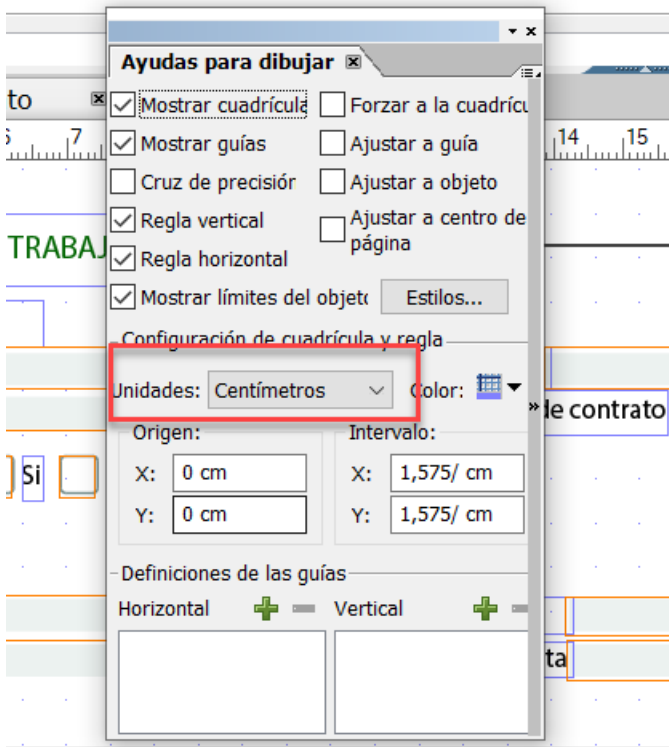 Ayudas para dibujar
to
6 7 14 15
Mostrar cuadrícula Forzar a la cuadrícu
Mostrar guías Ajustar a guía
Cruz de precisiór Ajustar a objeto
Regla vertical Ajustar a centro de página
TRABAJ
Regla horizontal
Mostrar límites del objeto Estilos...
Configuración de cuadrícula y regla
Unidades: Centímetros Color:
de contrato
Origen: Intervalo:
Si
X: 0 cm X: 1,575/ cm
Y: 0 cm Y: 1,575/ cm
Definiciones de las guías
Horizontal Vertical
ta